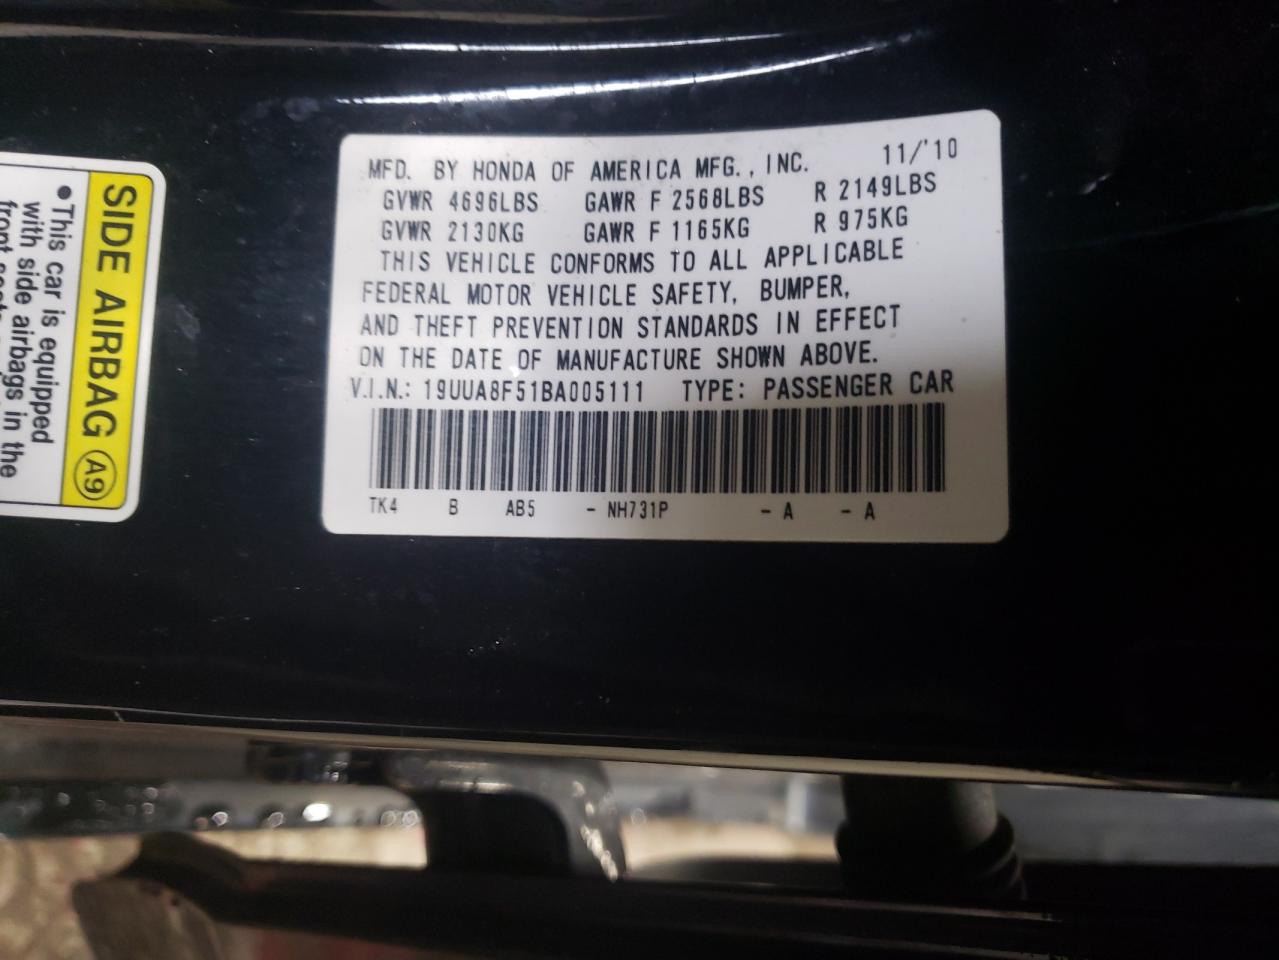 MFD. BY HONDA OF AMERICA MFG., INC. 11/'10
GVWR 4696LBS GAWR F 2568LBS R 2149LBS
GVWR 2130KG GAWR F 1165KG R 975KG
THIS VEHICLE CONFORMS TO ALL APPLICABLE
FEDERAL MOTOR VEHICLE SAFETY, BUMPER,
AND THEFT PREVENTION STANDARDS IN EFFECT
ON THE DATE OF MANUFACTURE SHOWN ABOVE.
V.I.N.: 19UUA8F51BA005111 TYPE: PASSENGER CAR
TK4 B AB5 - NH731P - A - A
SIDE AIRBAG A9
• This car is equipped
with side airbags in the
front